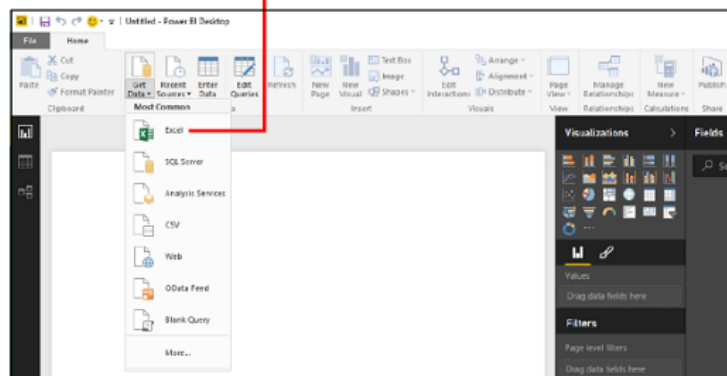 Untitled - Power BI Desktop
File Home
Paste
Cut
Copy
Format Painter
Clipboard
Get Data
Recent Sources
Enter Data
Edit Queries
Refresh
New Page
New Visual
Text Box
Image
Shapes
Insert
Edit Interactions
Arrange
Alignment
Distribute
Visuals
Page View
View
Manage Relationships
Relationships
New Measure
Calculations
Publish
Share
Most Common
Excel
SQL Server
Analysis Services
CSV
Web
OData Feed
Blank Query
More...
Visualizations
Fields
Values
Drag data fields here
Filters
Page level filters
Drag data fields here